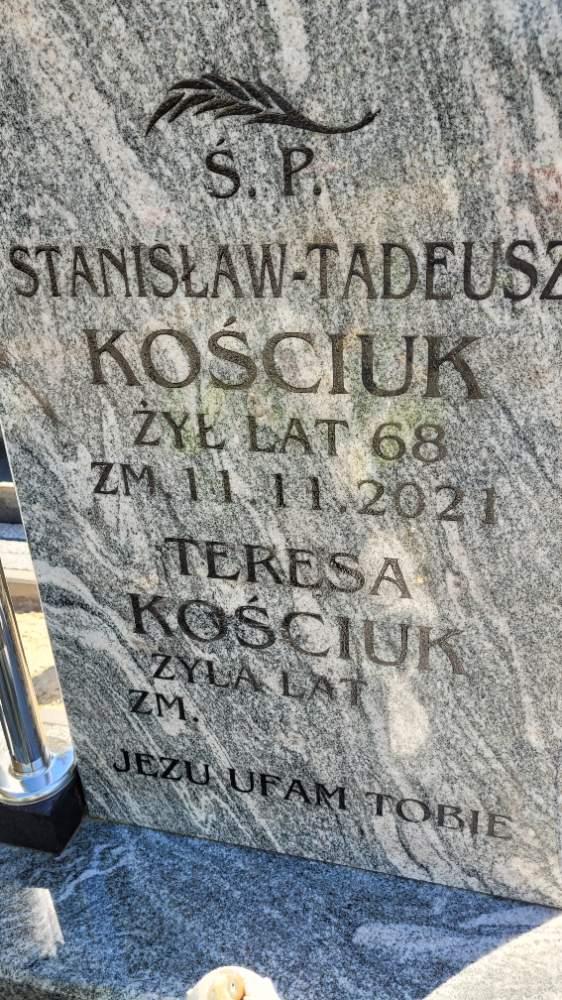 Ś. P.
STANISŁAW-TADEUSZ
KOŚCIUK
ŻYŁ LAT 68
ZM. 11.11.2021
TERESA
KOŚCIUK
ŻYŁA LAT
ZM.
JEZU UFAM TOBIE